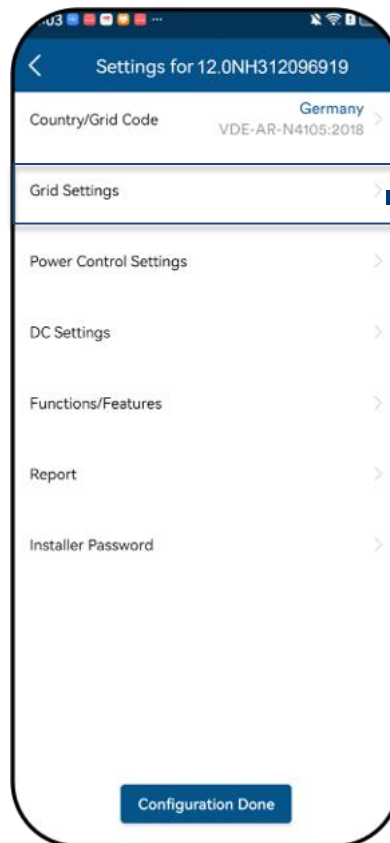 :03
Settings for 12.0NH312096919
Country/Grid Code
Germany
VDE-AR-N4105:2018
Grid Settings
Power Control Settings
DC Settings
Functions/Features
Report
Installer Password
Configuration Done